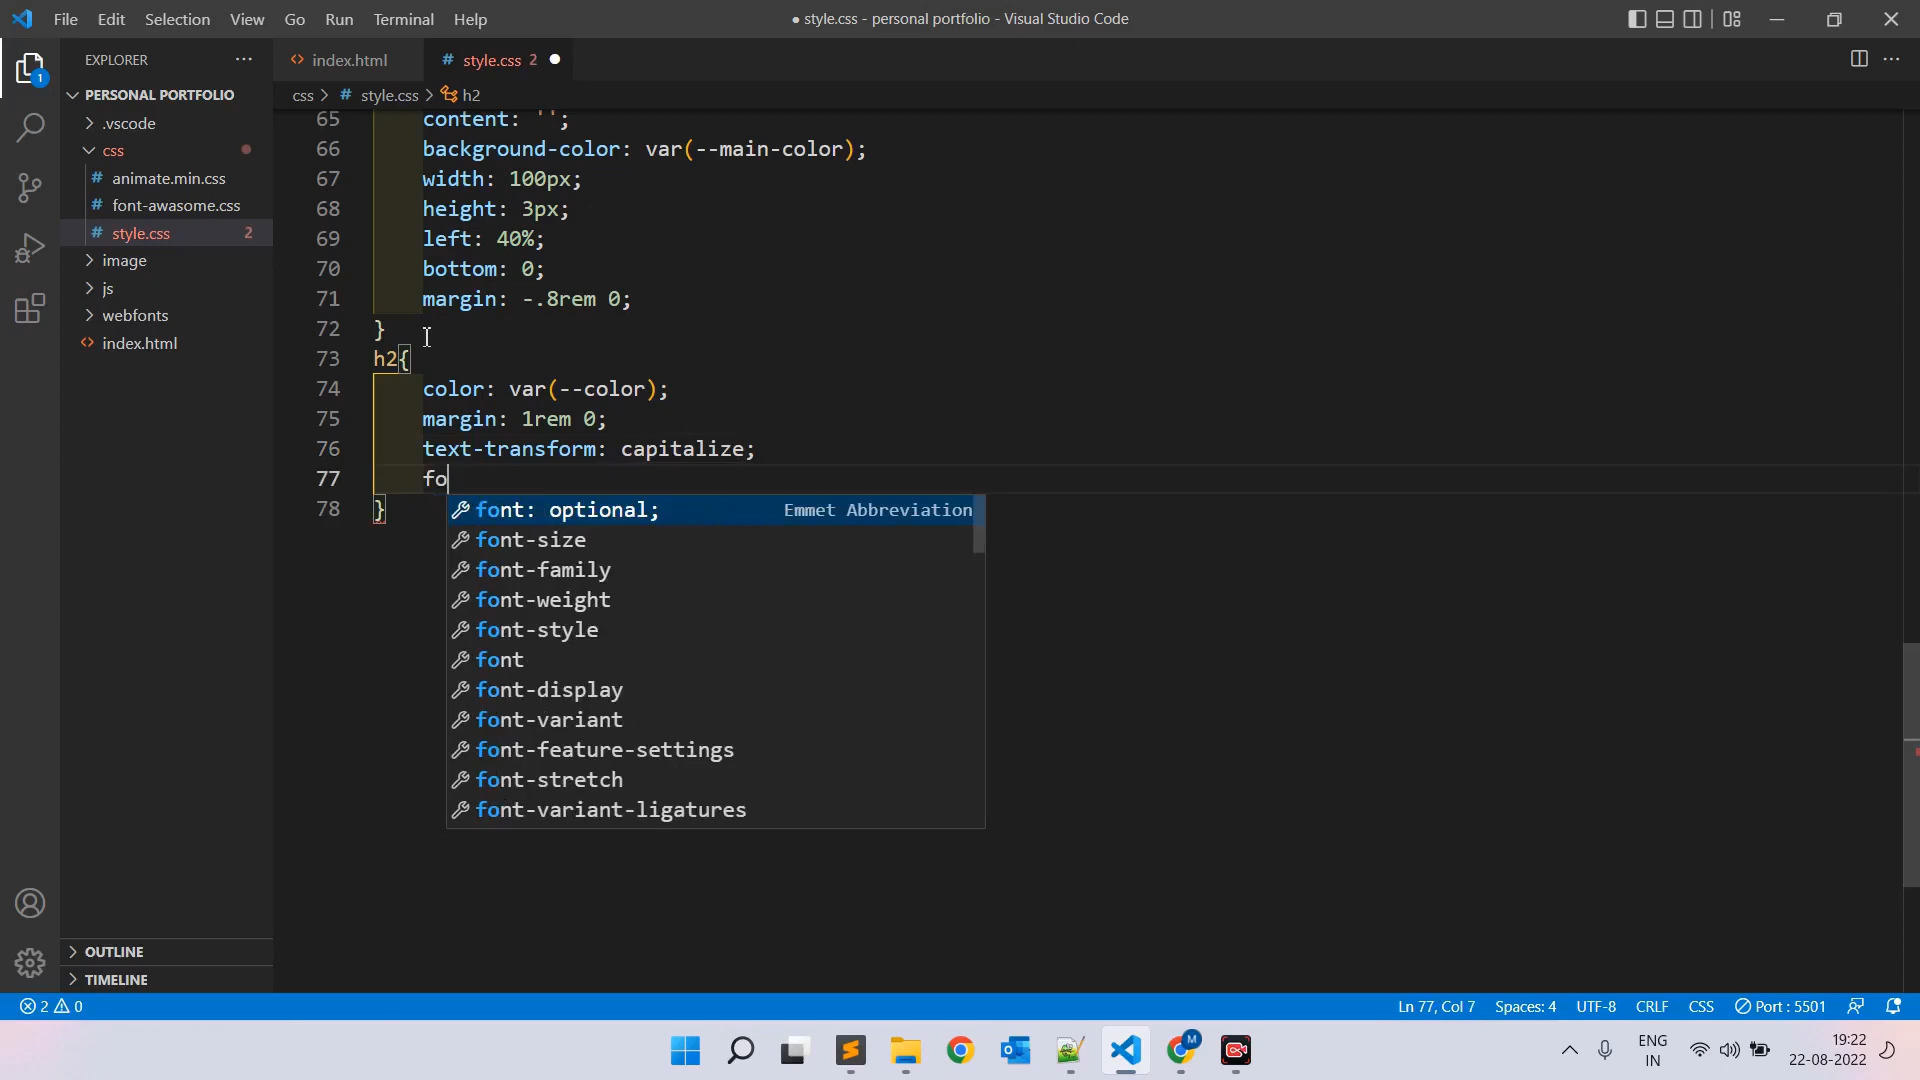 File Edit Selection View Go Run Terminal Help
● style.css - personal portfolio - Visual Studio Code
EXPLORER
index.html
# style.css 2 ●
css > # style.css > h2
PERSONAL PORTFOLIO
.vscode
css
# animate.min.css
# font-awasome.css
# style.css 2
image
js
webfonts
index.html
OUTLINE
TIMELINE
1
65 content: '';
66 background-color: var(--main-color);
67 width: 100px;
68 height: 3px;
69 left: 40%;
70 bottom: 0;
71 margin: -.8rem 0;
72 }
73 h2{
74 color: var(--color);
75 margin: 1rem 0;
76 text-transform: capitalize;
77 fo
78 }
font: optional; Emmet Abbreviation
font-size
font-family
font-weight
font-style
font
font-display
font-variant
font-feature-settings
font-stretch
font-variant-ligatures
2 0
Ln 77, Col 7 Spaces: 4 UTF-8 CRLF CSS Port : 5501
M
ENG
IN
19:22
22-08-2022